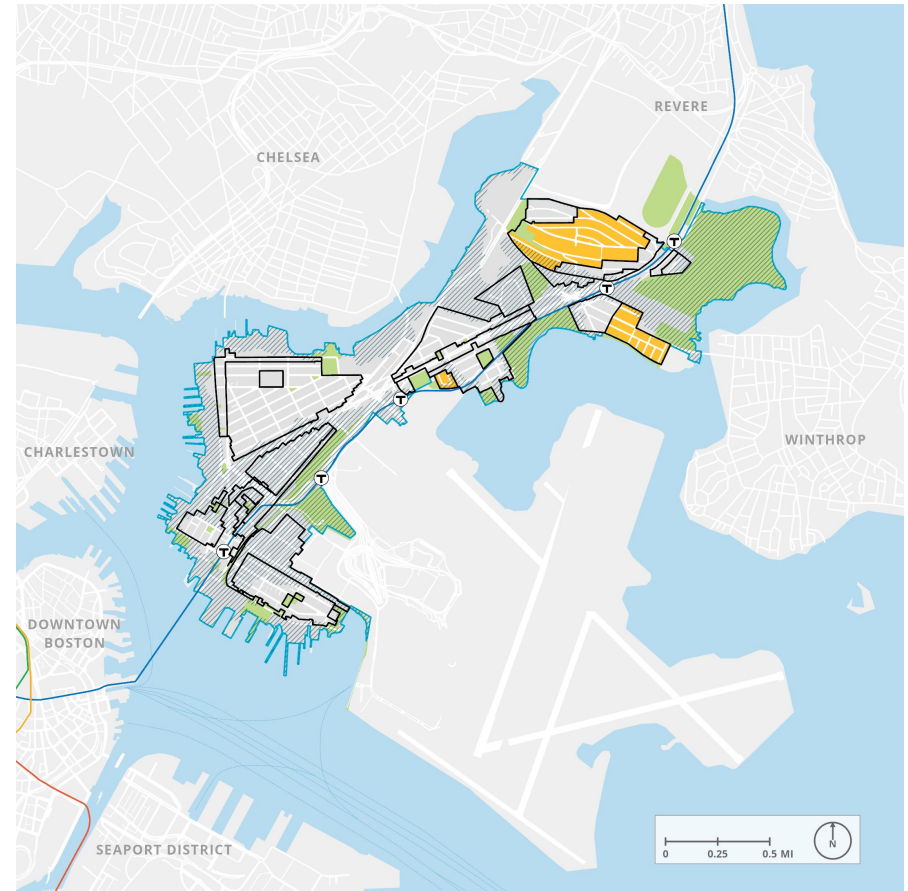 REVERE
CHELSEA
WINTHROP
CHARLESTOWN
DOWNTOWN
BOSTON
SEAPORT DISTRICT
T
T
T
T
T
0 0.25 0.5 MI
N